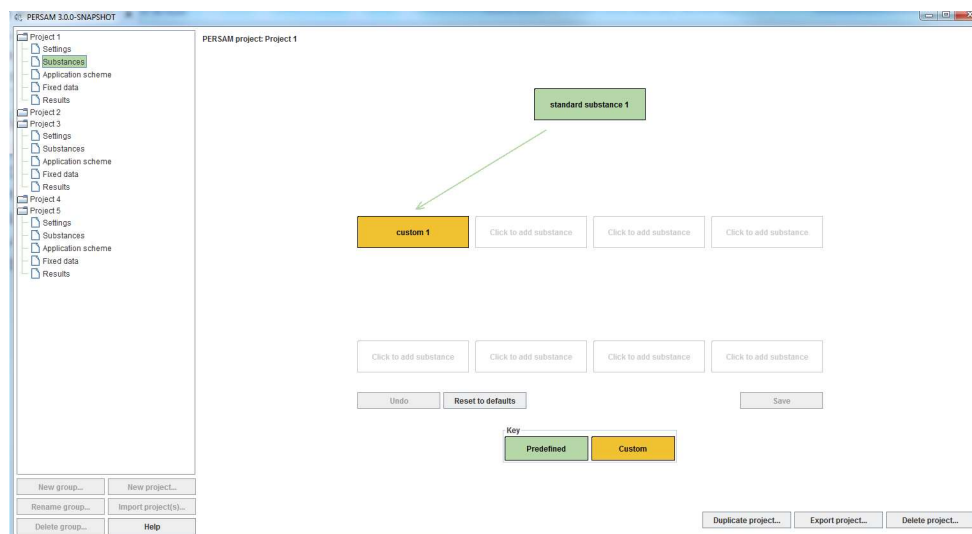 PERSAM 3.0.0-SNAPSHOT
Project 1
Settings
Substances
Application scheme
Fixed data
Results
Project 2
Project 3
Settings
Substances
Application scheme
Fixed data
Results
Project 4
Project 5
Settings
Substances
Application scheme
Fixed data
Results
New group... New project...
Rename group... Import project(s)...
Delete group... Help
PERSAM project: Project 1
standard substance 1
custom 1 Click to add substance Click to add substance Click to add substance
Click to add substance Click to add substance Click to add substance Click to add substance
Undo Reset to defaults Save
Key
Predefined Custom
Duplicate project... Export project... Delete project...